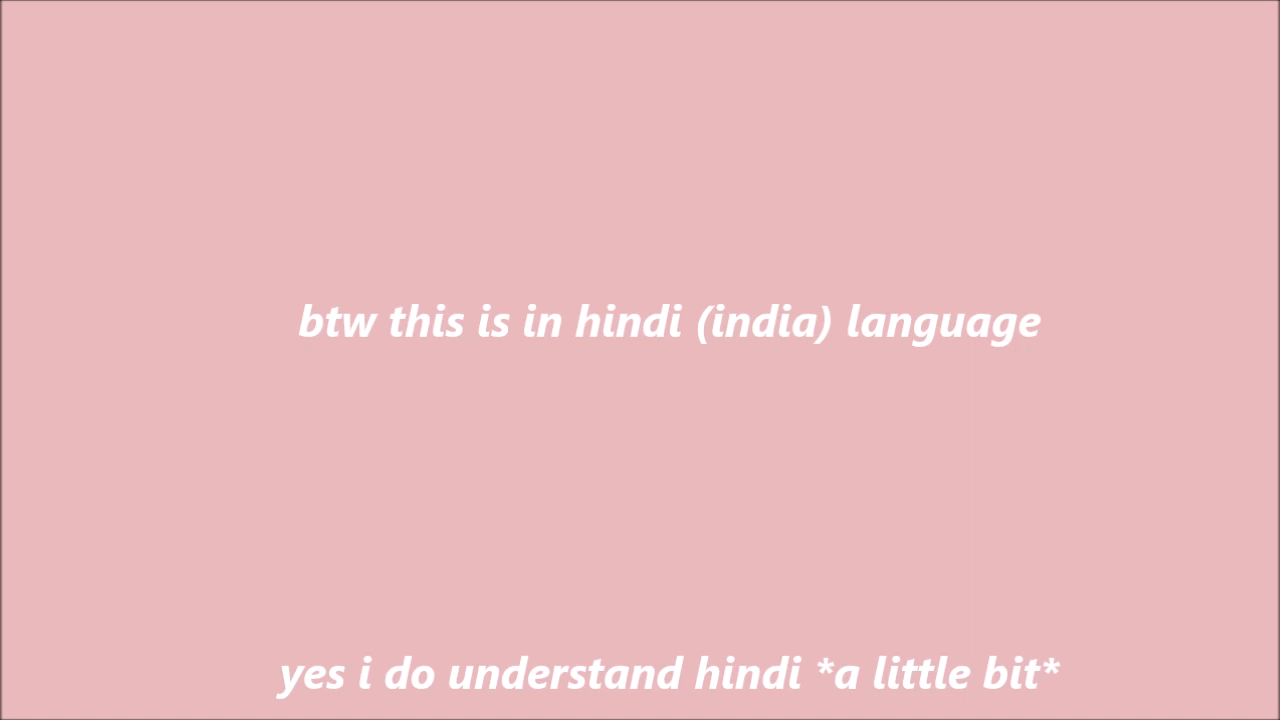 btw this is in hindi (india) language
yes i do understand hindi *a little bit*